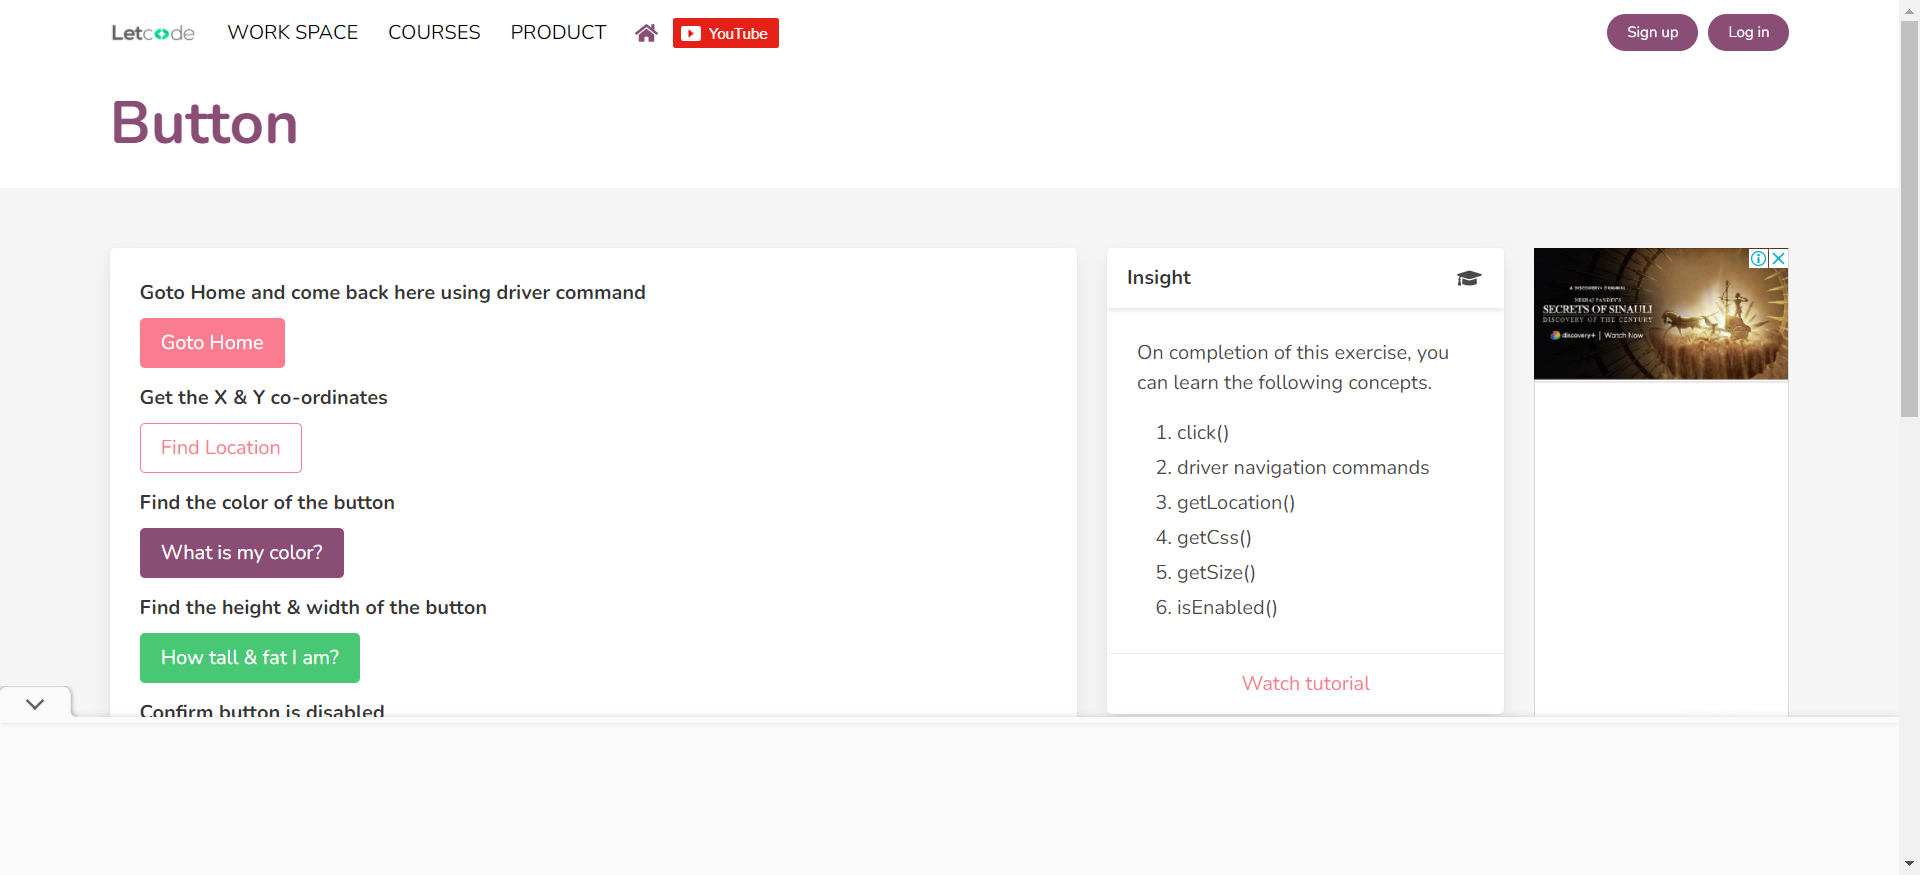 Letcode
WORK SPACE
COURSES
PRODUCT
YouTube
Sign up
Log in
Button
Goto Home and come back here using driver command
Goto Home
Get the X & Y co-ordinates
Find Location
Find the color of the button
What is my color?
Find the height & width of the button
How tall & fat I am?
Confirm button is disabled
Insight
On completion of this exercise, you
can learn the following concepts.
1. click()
2. driver navigation commands
3. getLocation()
4. getCss()
5. getSize()
6. isEnabled()
Watch tutorial
A DISCOVERY+ ORIGINAL
NEERAJ PANDEY'S
SECRETS OF SINAULI
DISCOVERY OF THE CENTURY
discovery+ | Watch Now